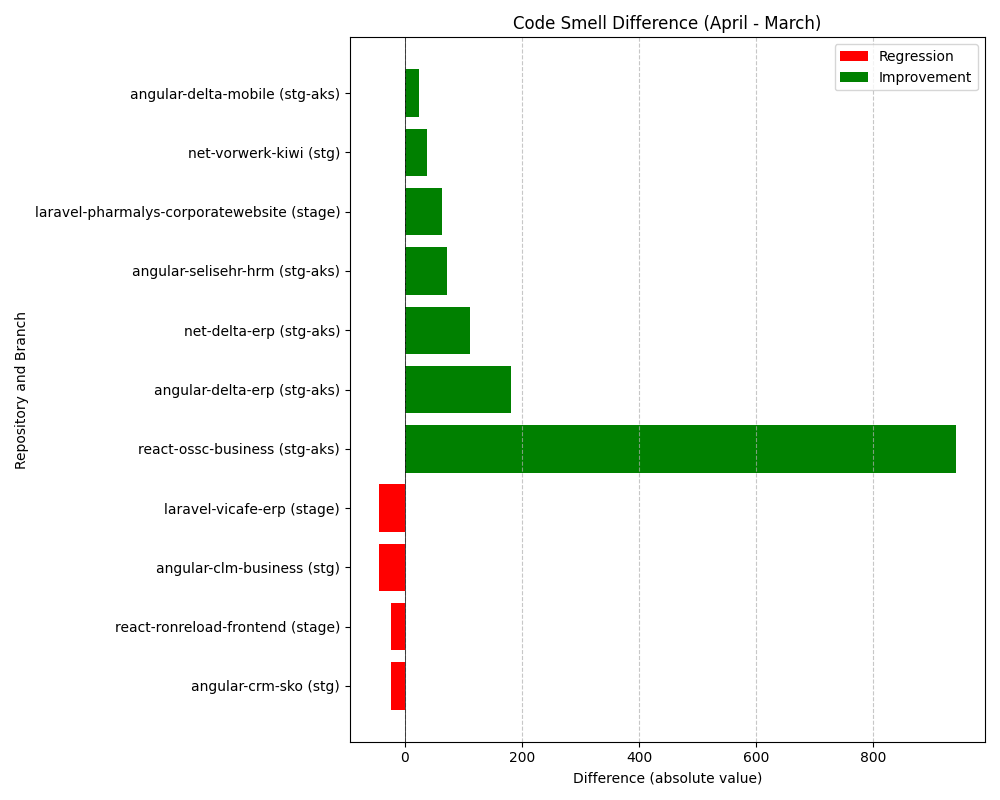 Code Smell Difference (April - March)
Regression
Improvement
angular-delta-mobile (stg-aks)
net-vorwerk-kiwi (stg)
laravel-pharmalys-corporatewebsite (stage)
angular-selisehr-hrm (stg-aks)
net-delta-erp (stg-aks)
angular-delta-erp (stg-aks)
react-ossc-business (stg-aks)
laravel-vicafe-erp (stage)
angular-clm-business (stg)
react-ronreload-frontend (stage)
angular-crm-sko (stg)
Repository and Branch
0 200 400 600 800
Difference (absolute value)